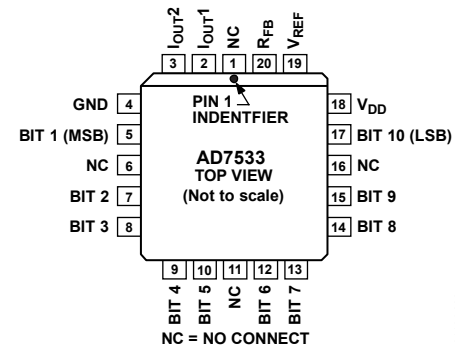 IOUT2
IOUT1
NC
RFB
VREF
3 2 1 20 19
PIN 1
INDENTFIER
GND 4
BIT 1 (MSB) 5
NC 6
BIT 2 7
BIT 3 8
AD7533
TOP VIEW
(Not to scale)
18 VDD
17 BIT 10 (LSB)
16 NC
15 BIT 9
14 BIT 8
9 10 11 12 13
BIT 4
BIT 5
NC
BIT 6
BIT 7
NC = NO CONNECT